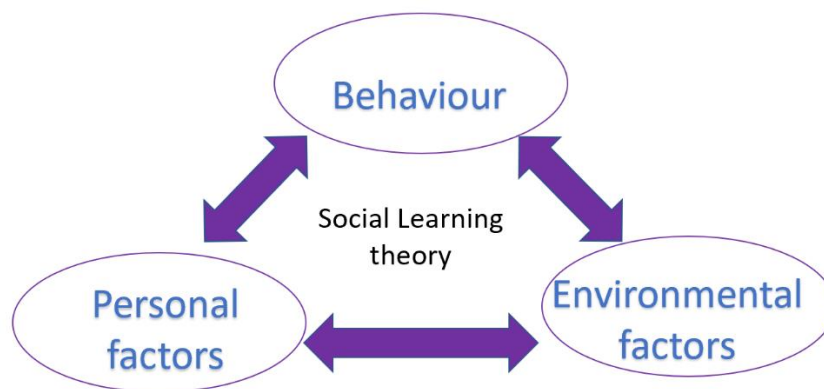 Behaviour
Social Learning
theory
Personal
factors
Environmental
factors